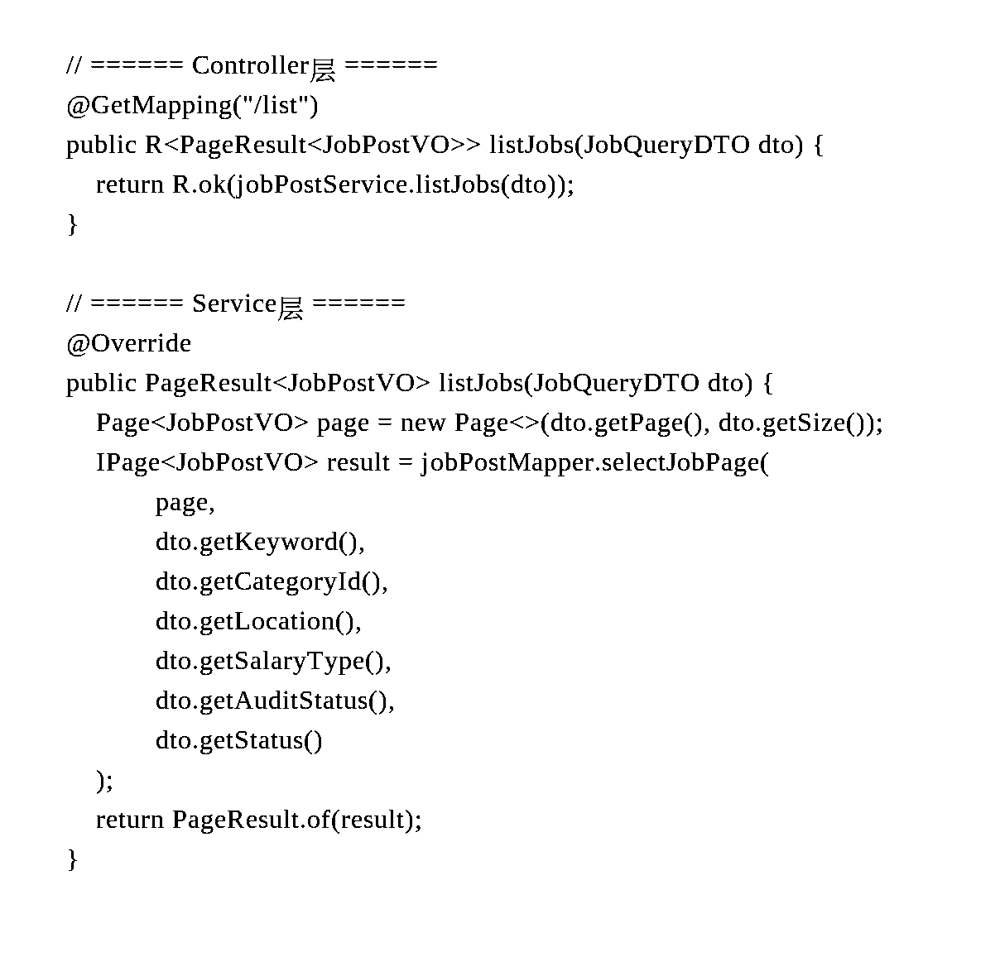 // ====== Controller层 ======
@GetMapping("/list")
public R<PageResult<JobPostVO>> listJobs(JobQueryDTO dto) {
    return R.ok(jobPostService.listJobs(dto));
}

// ====== Service层 ======
@Override
public PageResult<JobPostVO> listJobs(JobQueryDTO dto) {
    Page<JobPostVO> page = new Page<>(dto.getPage(), dto.getSize());
    IPage<JobPostVO> result = jobPostMapper.selectJobPage(
            page,
            dto.getKeyword(),
            dto.getCategoryId(),
            dto.getLocation(),
            dto.getSalaryType(),
            dto.getAuditStatus(),
            dto.getStatus()
    );
    return PageResult.of(result);
}